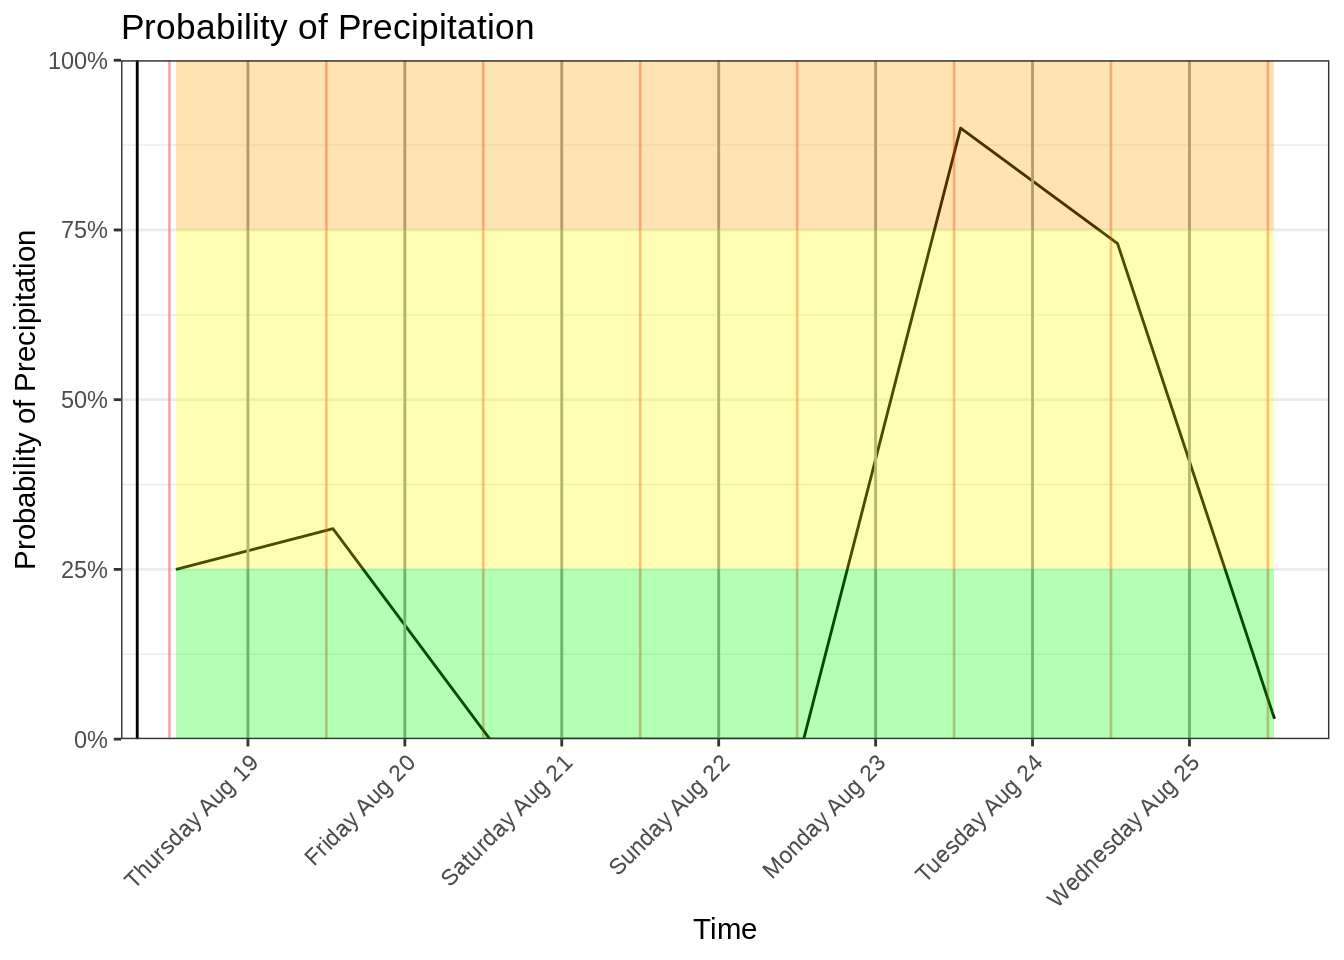 Probability of Precipitation
Probability of Precipitation
100%
75%
50%
25%
0%
Thursday Aug 19
Friday Aug 20
Saturday Aug 21
Sunday Aug 22
Monday Aug 23
Tuesday Aug 24
Wednesday Aug 25
Time